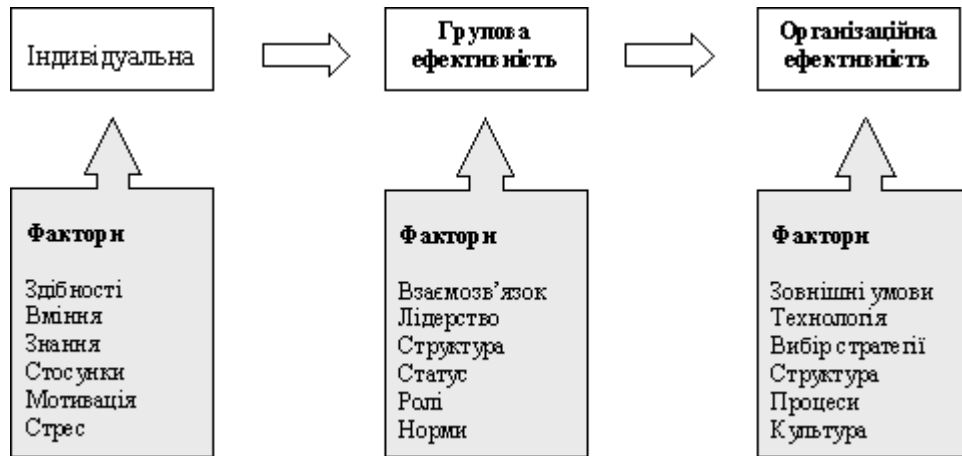 Індивідуальна
Групова
ефективність
Організаційна
ефективність
Фактори
Здібності
Вміння
Знання
Стосунки
Мотивація
Стрес
Фактори
Взаємозв’язок
Лідерство
Структура
Статус
Ролі
Норми
Фактори
Зовнішні умови
Технологія
Вибір стратегії
Структура
Процеси
Культура